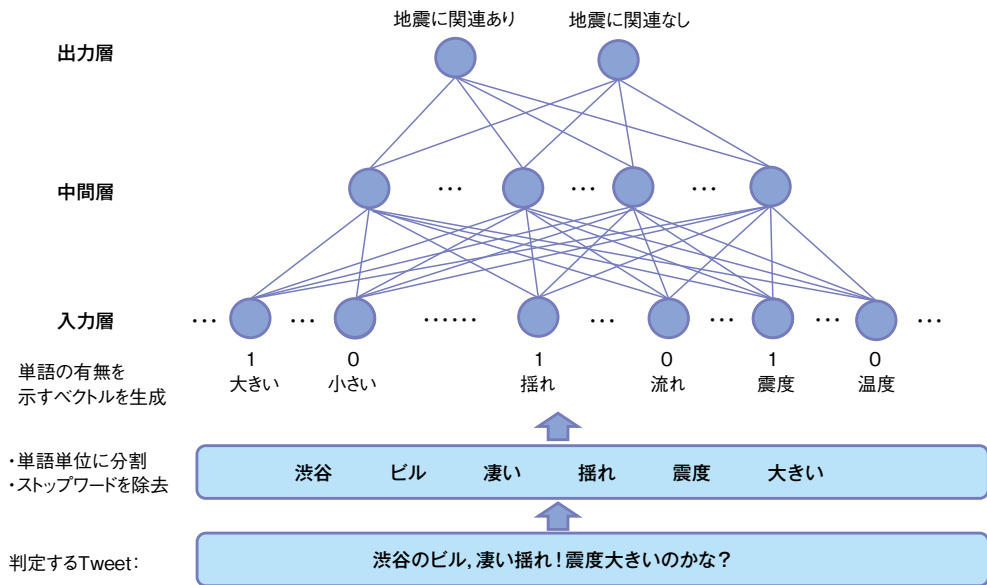 地震に関連あり 地震に関連なし
出力層
中間層 … … …
入力層 … … …… … … … …
1 0 1 0 1 0
大きい 小さい 揺れ 流れ 震度 温度
単語の有無を
示すベクトルを生成
・単語単位に分割
・ストップワードを除去
渋谷 ビル 凄い 揺れ 震度 大きい
判定するTweet： 渋谷のビル，凄い揺れ！震度大きいのかな？